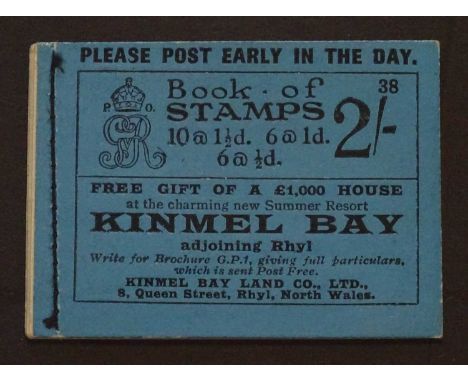 PLEASE POST EARLY IN THE DAY.
38
P. O.
GR
Book of
STAMPS
2/-
10 @ 1½d. 6 @ 1d.
6 @ ½d.
FREE GIFT OF A £1,000 HOUSE
at the charming new Summer Resort
KINMEL BAY
adjoining Rhyl
Write for Brochure G.P.1, giving full particulars,
which is sent Post Free.
KINMEL BAY LAND CO., LTD.,
8, Queen Street, Rhyl, North Wales.